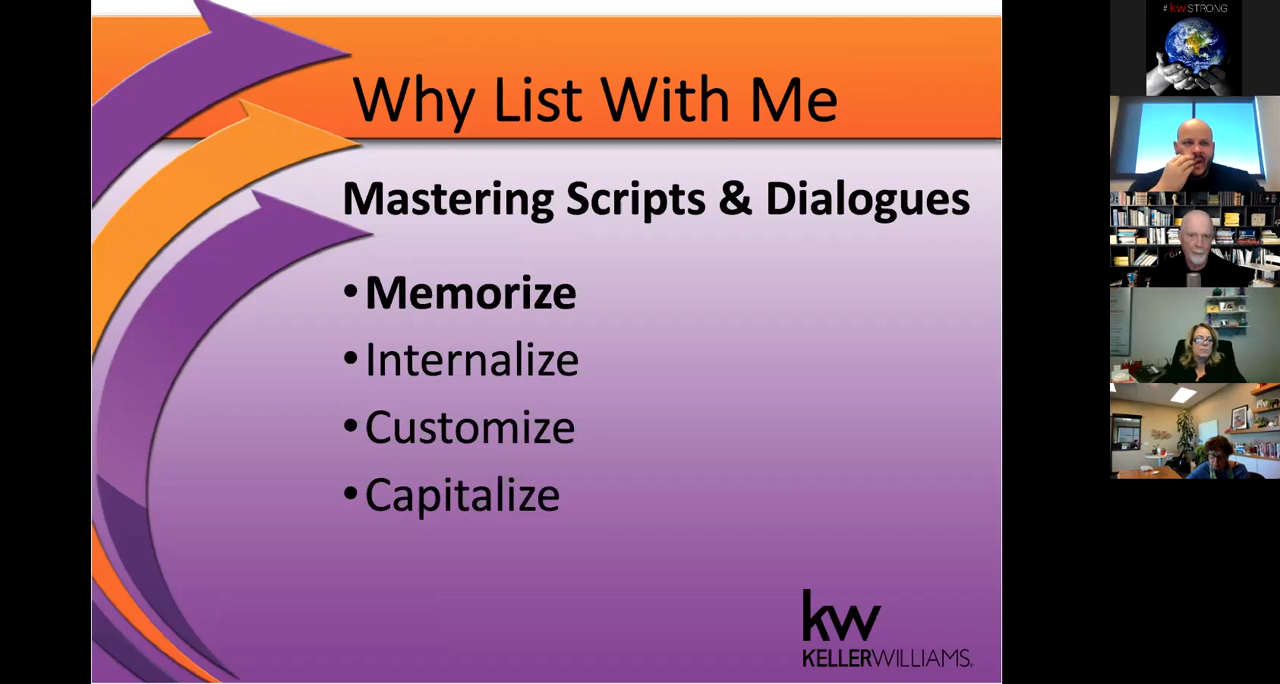 Why List With Me
Mastering Scripts & Dialogues
•Memorize
•Internalize
•Customize
•Capitalize
kw
KELLERWILLIAMS.
#kwSTRONG